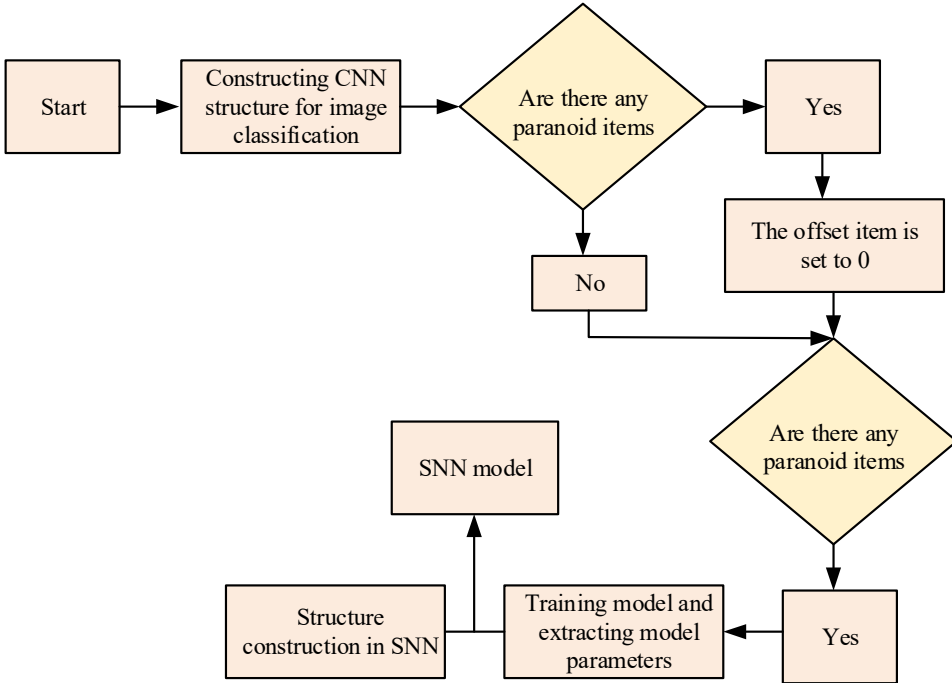 Start
Constructing CNN
structure for image
classification
Are there any
paranoid items
Yes
The offset item is
set to 0
No
Are there any
paranoid items
SNN model
Structure
construction in SNN
Training model and
extracting model
parameters
Yes